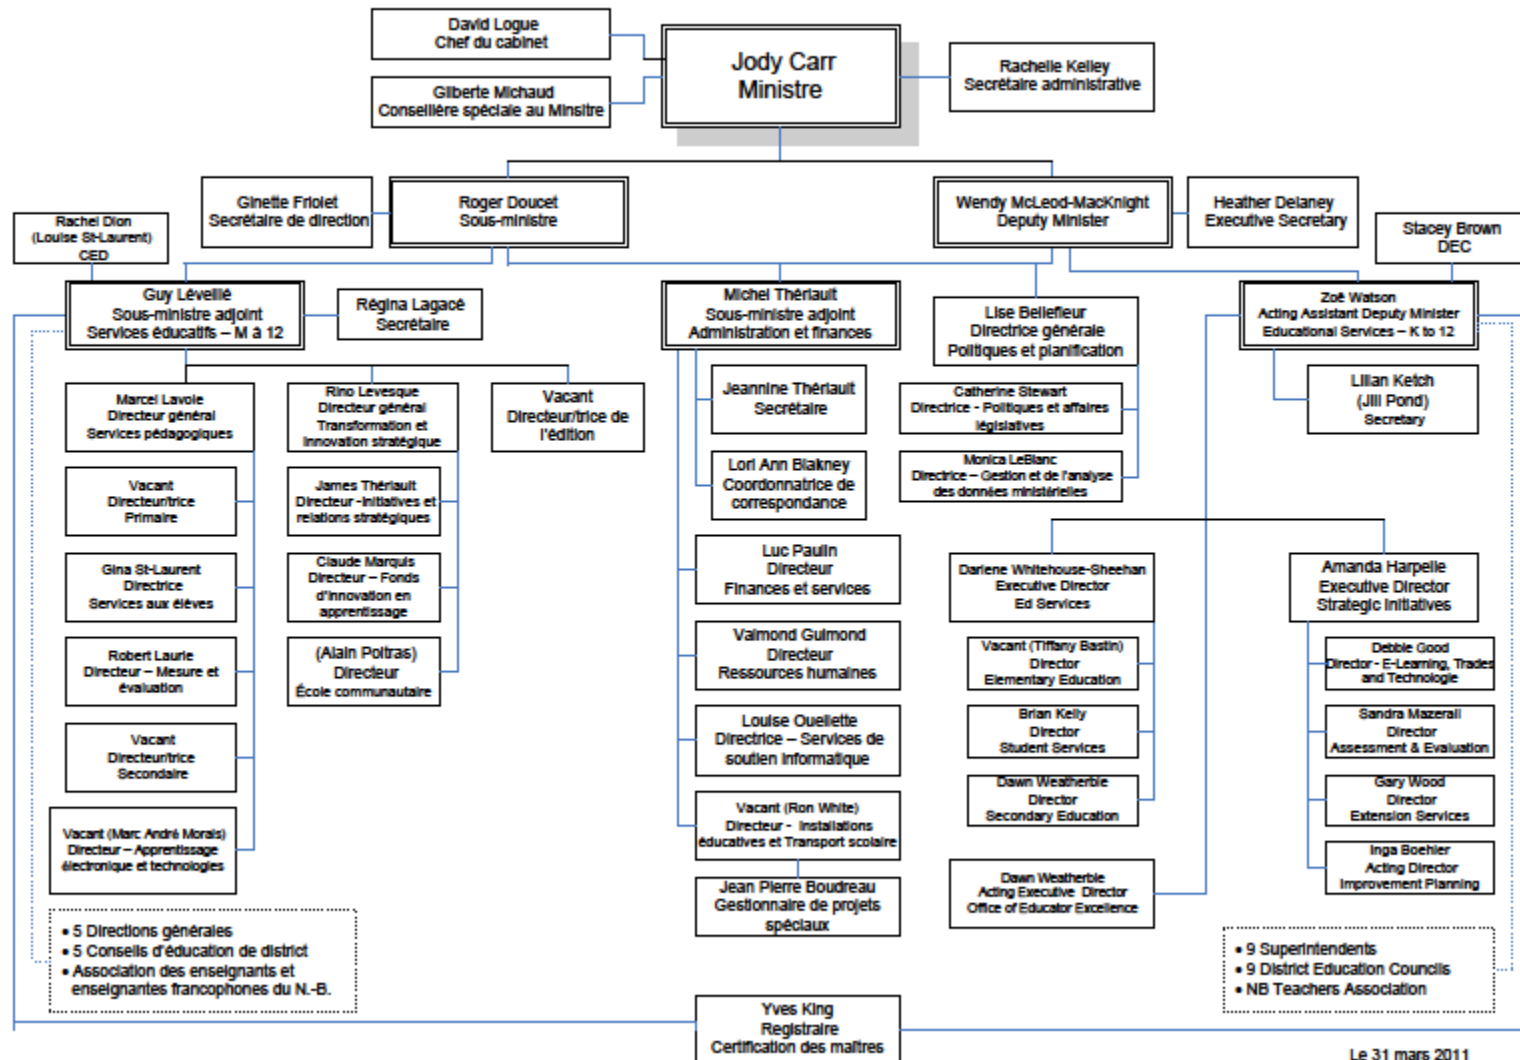 David Logue
Chef du cabinet
Jody Carr
Ministre
Rachelle Kelley
Secrétaire administrative
Gilberte Michaud
Conseillère spéciale au Minsitre
Ginette Friolet
Secrétaire de direction
Roger Doucet
Sous-ministre
Wendy McLeod-MacKnight
Deputy Minister
Heather Delaney
Executive Secretary
Rachel Dion
(Louise St-Laurent)
CED
Stacey Brown
DEC
Guy Léveillé
Sous-ministre adjoint
Services éducatifs – M à 12
Régina Lagacé
Secrétaire
Michel Thériault
Sous-ministre adjoint
Administration et finances
Lise Bellefleur
Directrice générale
Politiques et planification
Zoë Watson
Acting Assistant Deputy Minister
Educational Services – K to 12
Marcel Lavoie
Directeur général
Services pédagogiques
Rino Levesque
Directeur général
Transformation et
innovation stratégique
Vacant
Directeur/trice de
l'édition
Jeannine Thériault
Secrétaire
Catherine Stewart
Directrice - Politiques et affaires
législatives
Lilian Ketch
(Jill Pond)
Secretary
Vacant
Directeur/trice
Primaire
James Thériault
Directeur -Initiatives et
relations stratégiques
Lori Ann Blakney
Coordonnatrice de
correspondance
Monica LeBlanc
Directrice – Gestion et de l'analyse
des données ministérielles
Gina St-Laurent
Directrice
Services aux élèves
Claude Marquis
Directeur – Fonds
d'innovation en
apprentissage
Luc Paulin
Directeur
Finances et services
Darlene Whitehouse-Sheehan
Executive Director
Ed Services
Amanda Harpelle
Executive Director
Strategic Initiatives
Robert Laurie
Directeur – Mesure et
évaluation
(Alain Poitras)
Directeur
École communautaire
Valmond Guimond
Directeur
Ressources humaines
Vacant (Tiffany Bastin)
Director
Elementary Education
Debbie Good
Director - E-Learning, Trades
and Technologie
Vacant
Directeur/trice
Secondaire
Louise Ouellette
Directrice – Services de
soutien informatique
Brian Kelly
Director
Student Services
Sandra Mazerall
Director
Assessment & Evaluation
Vacant (Marc André Morais)
Directeur – Apprentissage
électronique et technologies
Vacant (Ron White)
Directeur - Installations
éducatives et Transport scolaire
Dawn Weatherbie
Director
Secondary Education
Gary Wood
Director
Extension Services
Jean Pierre Boudreau
Gestionnaire de projets
spéciaux
Dawn Weatherbie
Acting Executive Director
Office of Educator Excellence
Inga Boehler
Acting Director
Improvement Planning
• 5 Directions générales
• 5 Conseils d'éducation de district
• Association des enseignants et
enseignantes francophones du N.-B.
• 9 Superintendents
• 9 District Education Councils
• NB Teachers Association
Yves King
Registraire
Certification des maîtres
Le 31 mars 2011